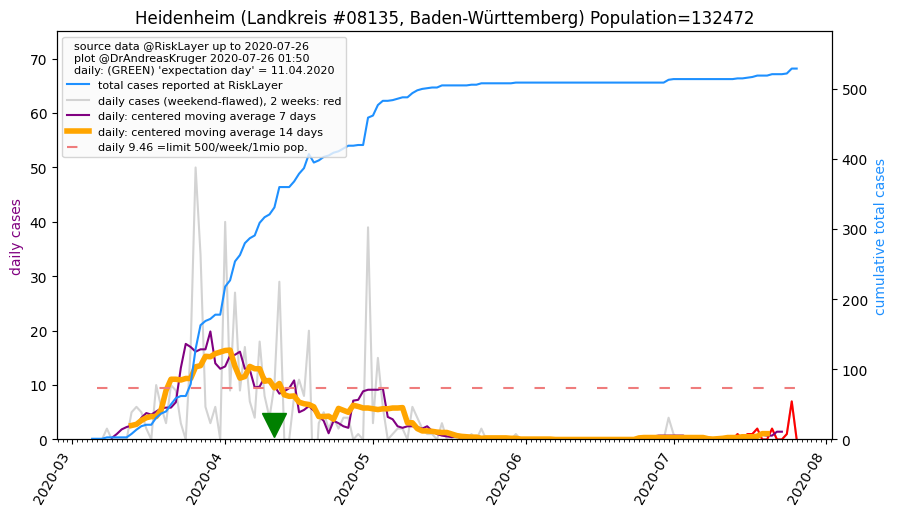 Heidenheim (Landkreis #08135, Baden-Württemberg) Population=132472
source data @RiskLayer up to 2020-07-26
plot @DrAndreasKruger 2020-07-26 01:50
daily: (GREEN) 'expectation day' = 11.04.2020
total cases reported at RiskLayer
daily cases (weekend-flawed), 2 weeks: red
daily: centered moving average 7 days
daily: centered moving average 14 days
daily 9.46 =limit 500/week/1mio pop.
daily cases
70
60
50
40
30
20
10
0
cumulative total cases
500
400
300
200
100
0
2020-03
2020-04
2020-05
2020-06
2020-07
2020-08